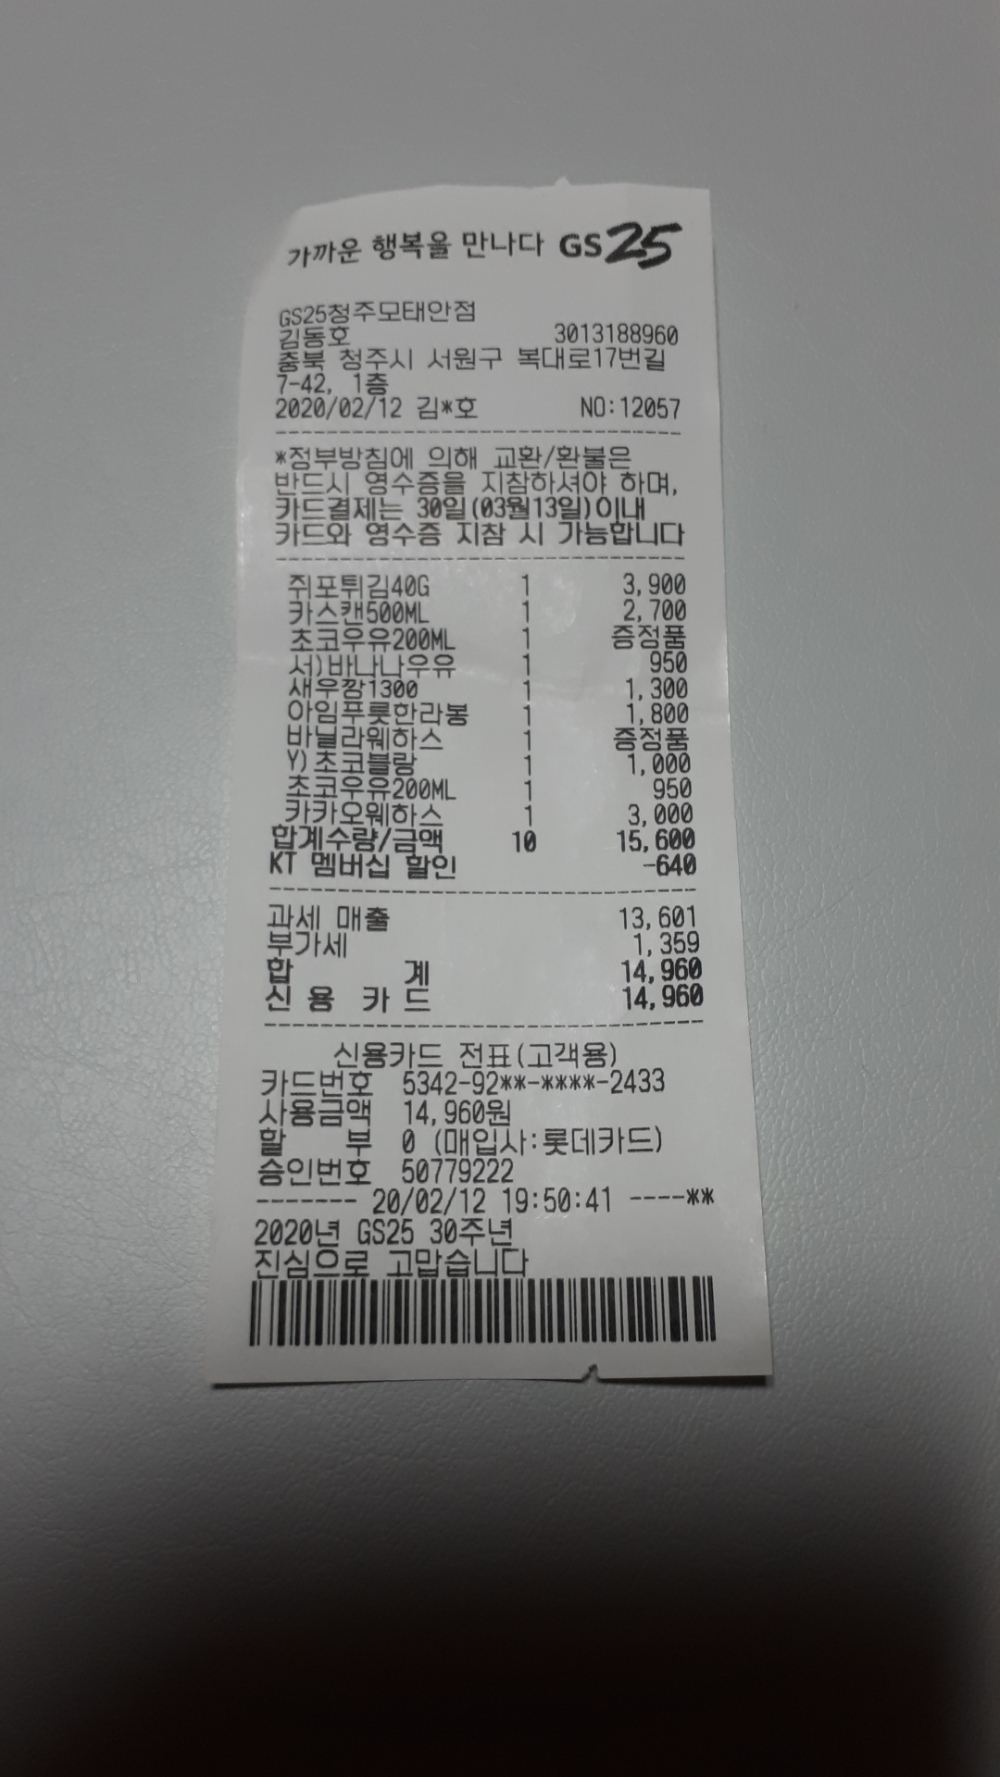 가까운 행복을 만나다 GS25
GS25청주모태안점
김동호 3013188960
충북 청주시 서원구 복대로17번길
7-42, 1층
2020/02/12 김*호 NO:12057
*정부방침에 의해 교환/환불은
반드시 영수증을 지참하셔야 하며,
카드결제는 30일(03월13일)이내
카드와 영수증 지참 시 가능합니다
쥐포튀김40G 1 3,900
카스캔500ML 1 2,700
초코우유200ML 1 증정품
서)바나나우유 1 950
새우깡1300 1 1,300
아임푸룻한라봉 1 1,800
바닐라웨하스 1 증정품
Y)초코블랑 1 1,000
초코우유200ML 1 950
카카오웨하스 1 3,000
합계수량/금액 10 15,600
KT 멤버십 할인 -640
과세 매출 13,601
부가세 1,359
합 계 14,960
신 용 카 드 14,960
신용카드 전표(고객용)
카드번호 5342-92**-****-2433
사용금액 14,960원
할 부 0 (매입사:롯데카드)
승인번호 50779222
------- 20/02/12 19:50:41 ----**
2020년 GS25 30주년
진심으로 고맙습니다